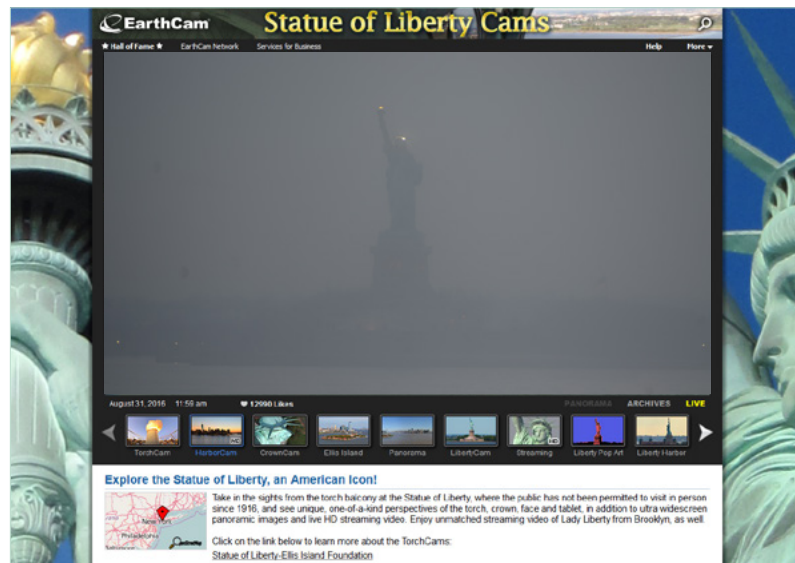 EarthCam
Statue of Liberty Cams
★ Hall of Fame ★ EarthCam Network Services for Business Help More
August 31, 2016 11:59 am 12990 Likes PANORAMA ARCHIVES LIVE
HD HD
TorchCam HarborCam CrownCam Ellis Island Panorama LibertyCam Streaming Liberty Pop Art Liberty Harbor
Explore the Statue of Liberty, an American Icon!
Take in the sights from the torch balcony at the Statue of Liberty, where the public has not been permitted to visit in person
since 1916, and see unique, one-of-a-kind perspectives of the torch, crown, face and tablet, in addition to ultra widescreen
panoramic images and live HD streaming video. Enjoy unmatched streaming video of Lady Liberty from Brooklyn, as well.
New York
Philadelphia
Click on the link below to learn more about the TorchCams:
Statue of Liberty-Ellis Island Foundation